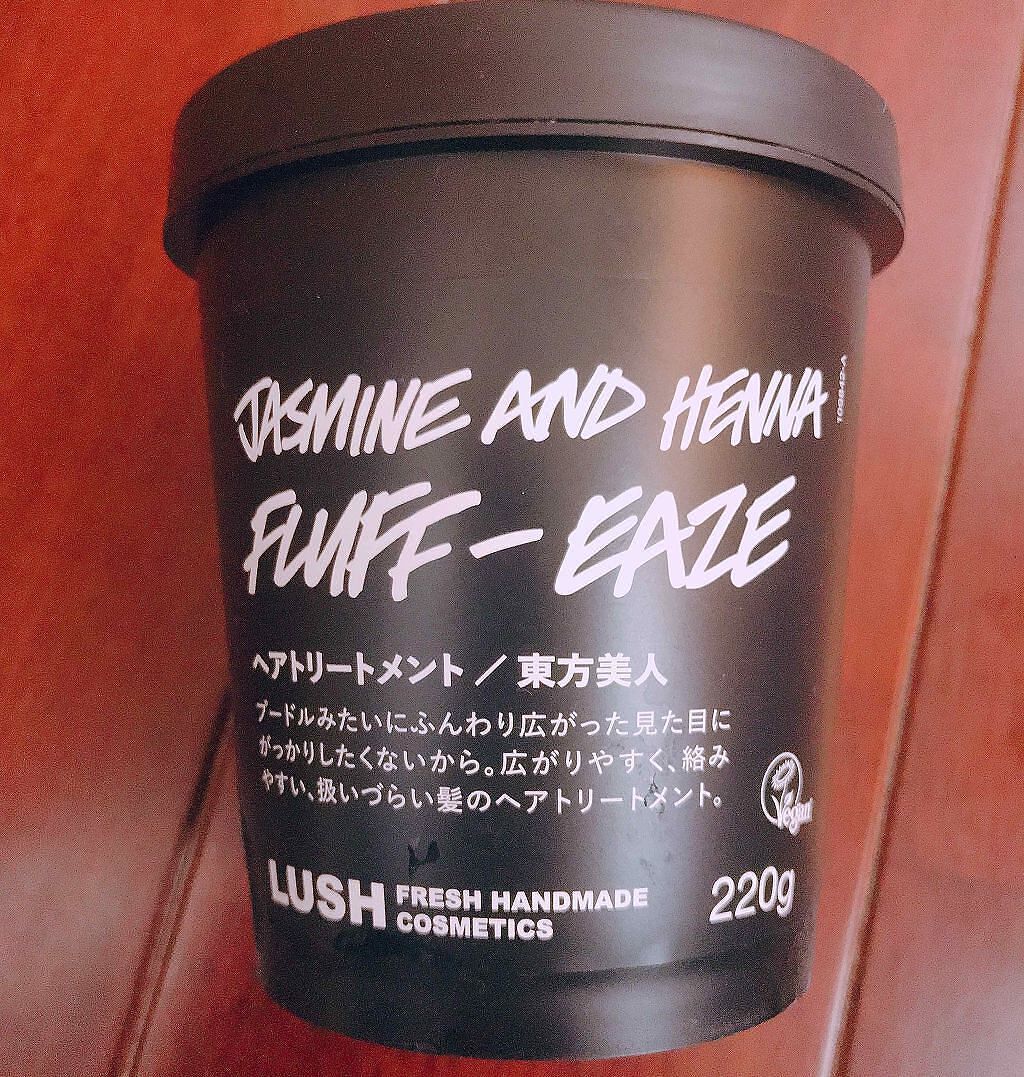 JASMINE AND HENNA
FLUFF - EAZE
ヘアトリートメント / 東方美人
プードルみたいにふんわり広がった見た目に
がっかりしたくないから。広がりやすく、絡み
やすい、扱いづらい髪のヘアトリートメント。
Vegan
LUSH FRESH HANDMADE
COSMETICS
220g